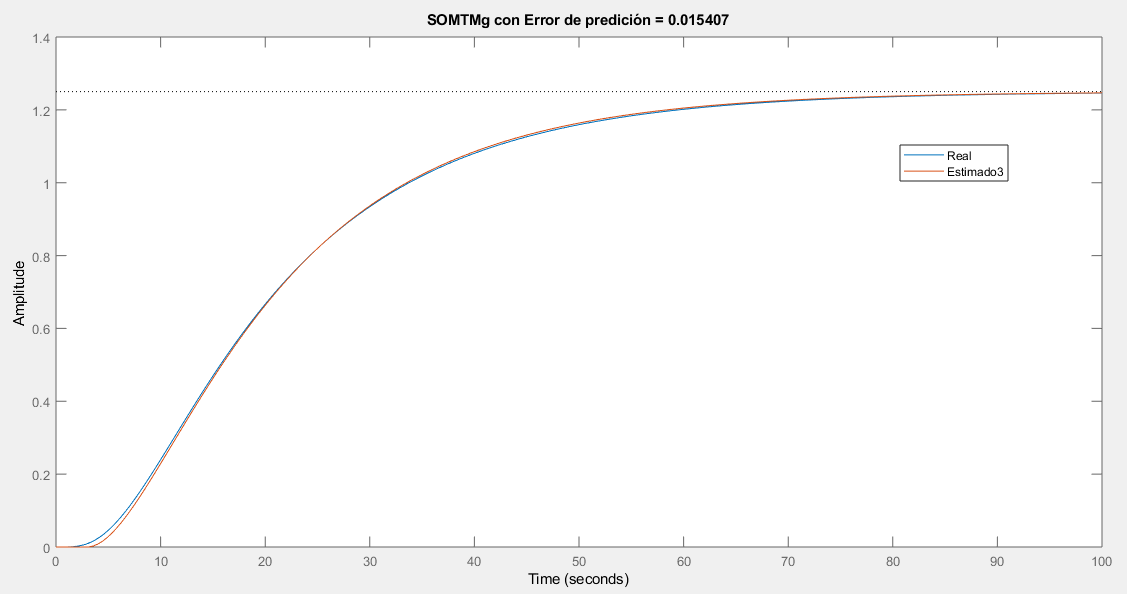 SOMTMg con Error de predición = 0.015407
1.4
1.2
1
0.8
0.6
0.4
0.2
0
Amplitude
Real
Estimado3
0 10 20 30 40 50 60 70 80 90 100
Time (seconds)